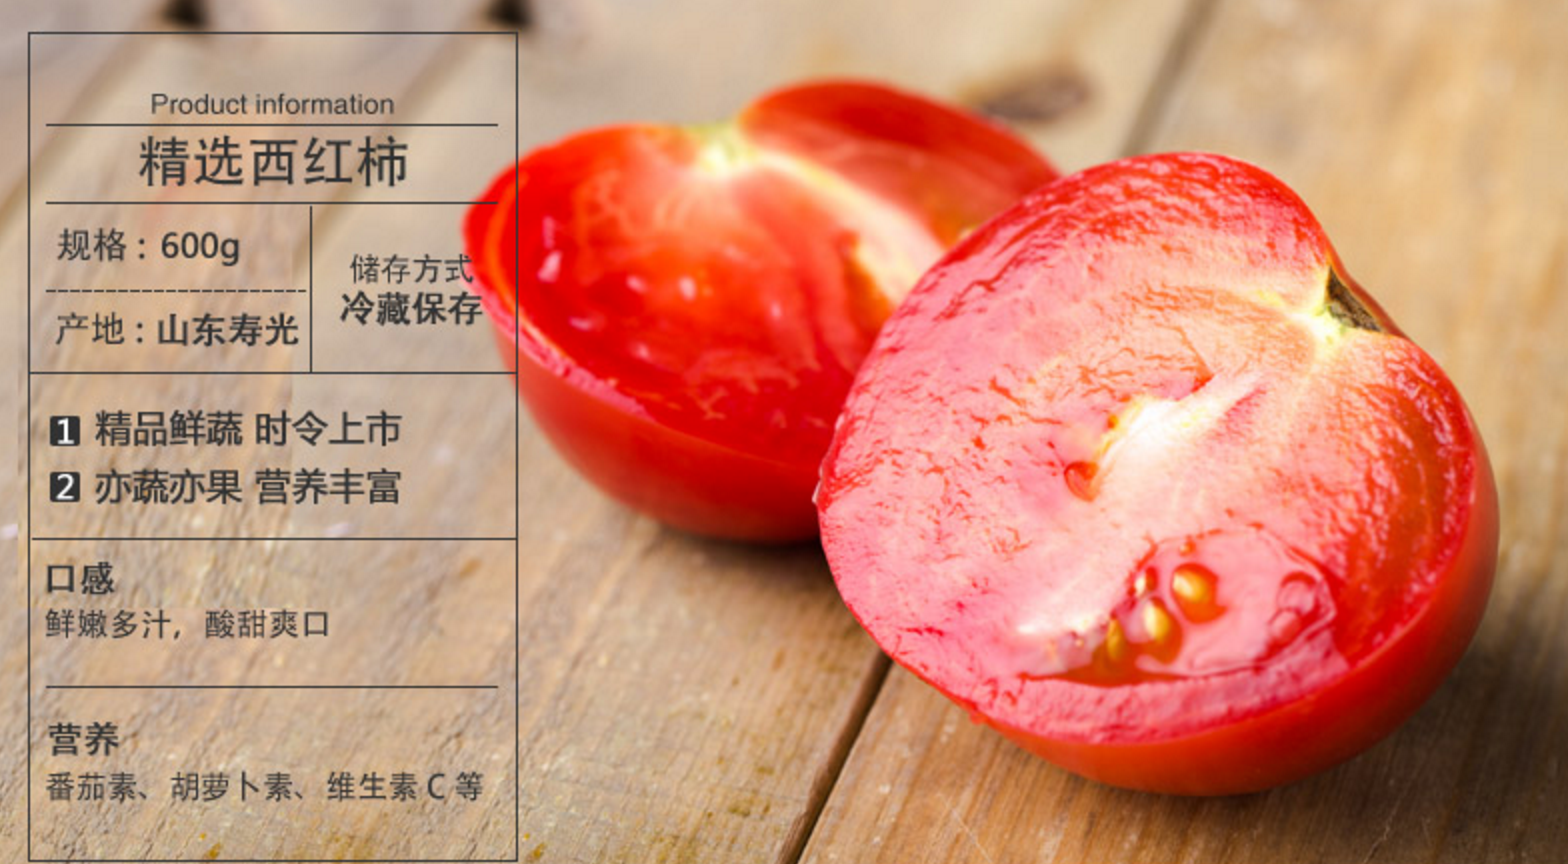 Product information
精选西红柿
规格：600g
产地：山东寿光
储存方式
冷藏保存
1 精品鲜蔬 时令上市
2 亦蔬亦果 营养丰富
口感
鲜嫩多汁，酸甜爽口
营养
番茄素、胡萝卜素、维生素 C 等